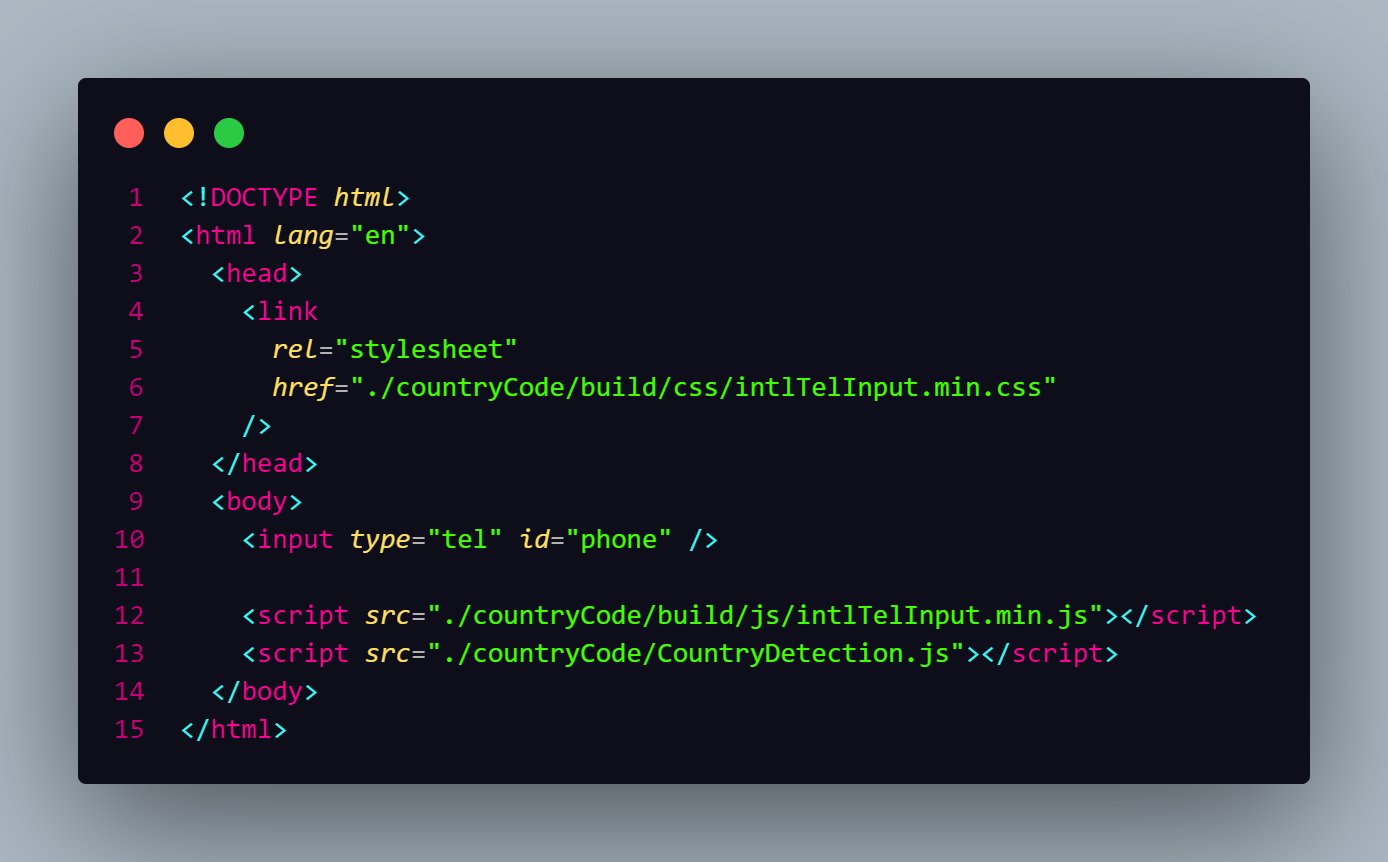 1 <!DOCTYPE html>
2 <html lang="en">
3   <head>
4     <link
5       rel="stylesheet"
6       href="./countryCode/build/css/intlTelInput.min.css"
7     />
8   </head>
9   <body>
10     <input type="tel" id="phone" />
11
12     <script src="./countryCode/build/js/intlTelInput.min.js"></script>
13     <script src="./countryCode/CountryDetection.js"></script>
14   </body>
15 </html>